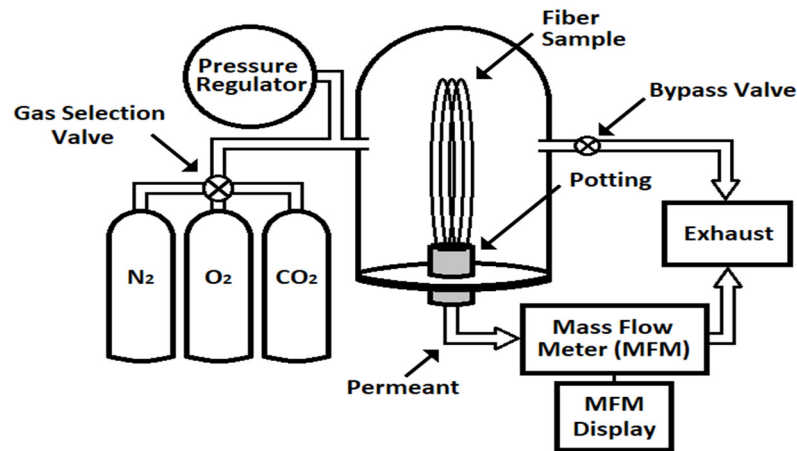 Fiber
Sample
Pressure
Regulator
Bypass Valve
Gas Selection
Valve
Potting
N₂
O₂
CO₂
Exhaust
Mass Flow
Meter (MFM)
Permeant
MFM
Display